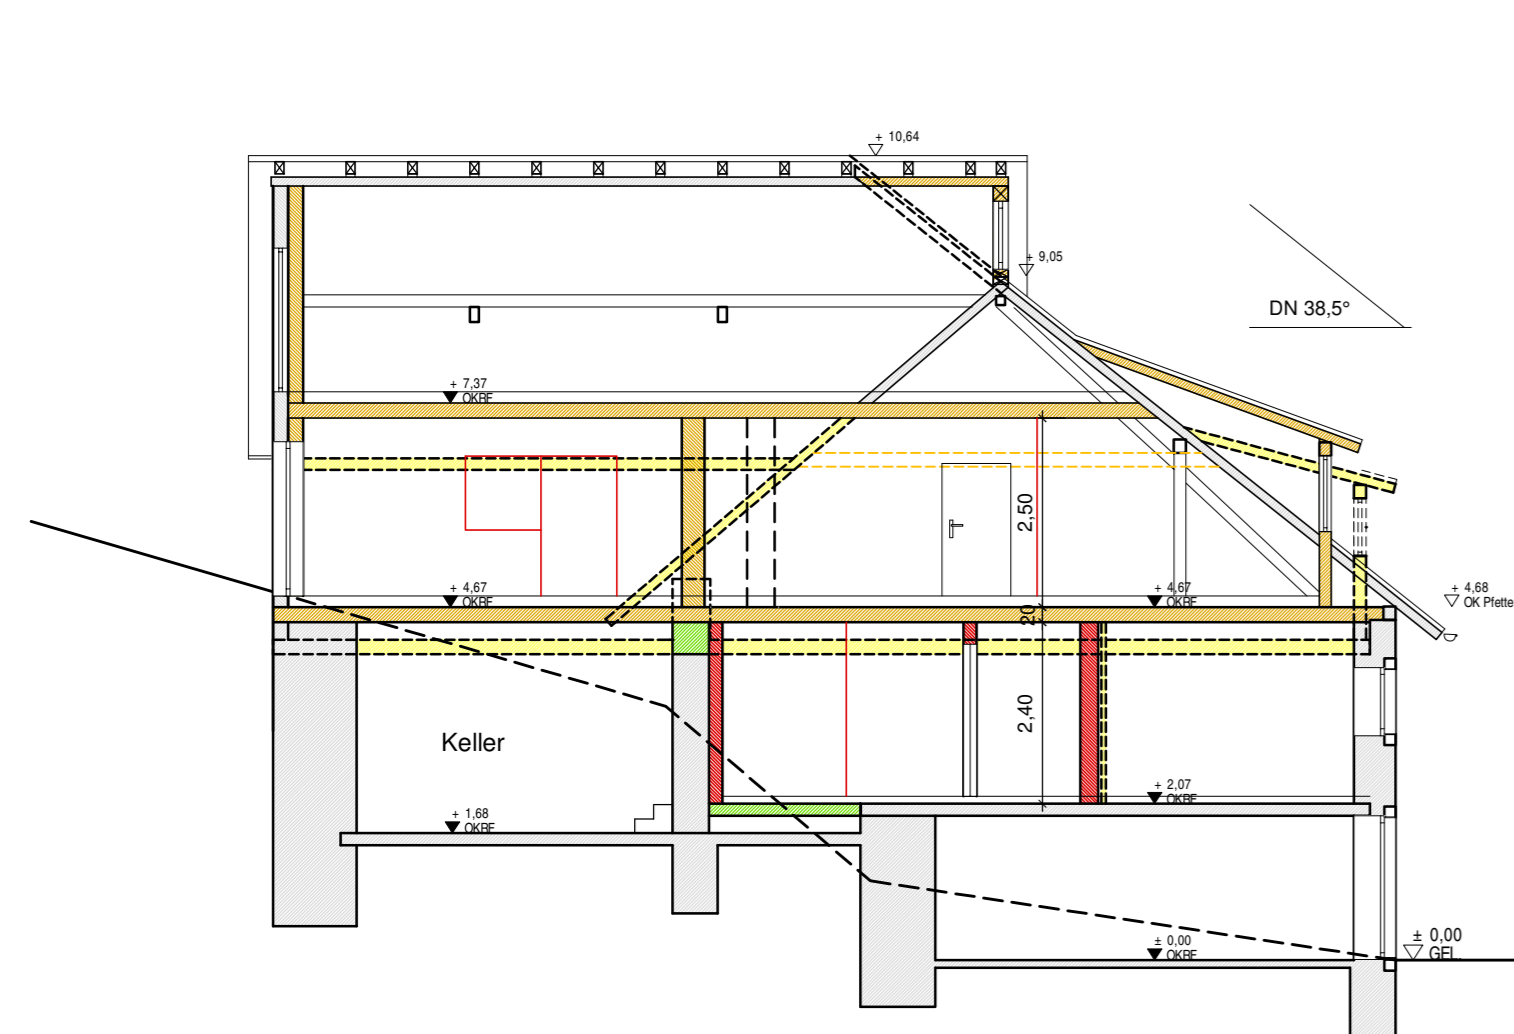 + 10,64
+ 9,05
DN 38,5°
+ 7,37
OKRF
2,50
+ 4,67
OKRF
+ 4,67
OKRF
+ 4,68
OK Pfette
20
2,40
Keller
+ 2,07
OKRF
+ 1,68
OKRF
± 0,00
OKRF
± 0,00
GEL.